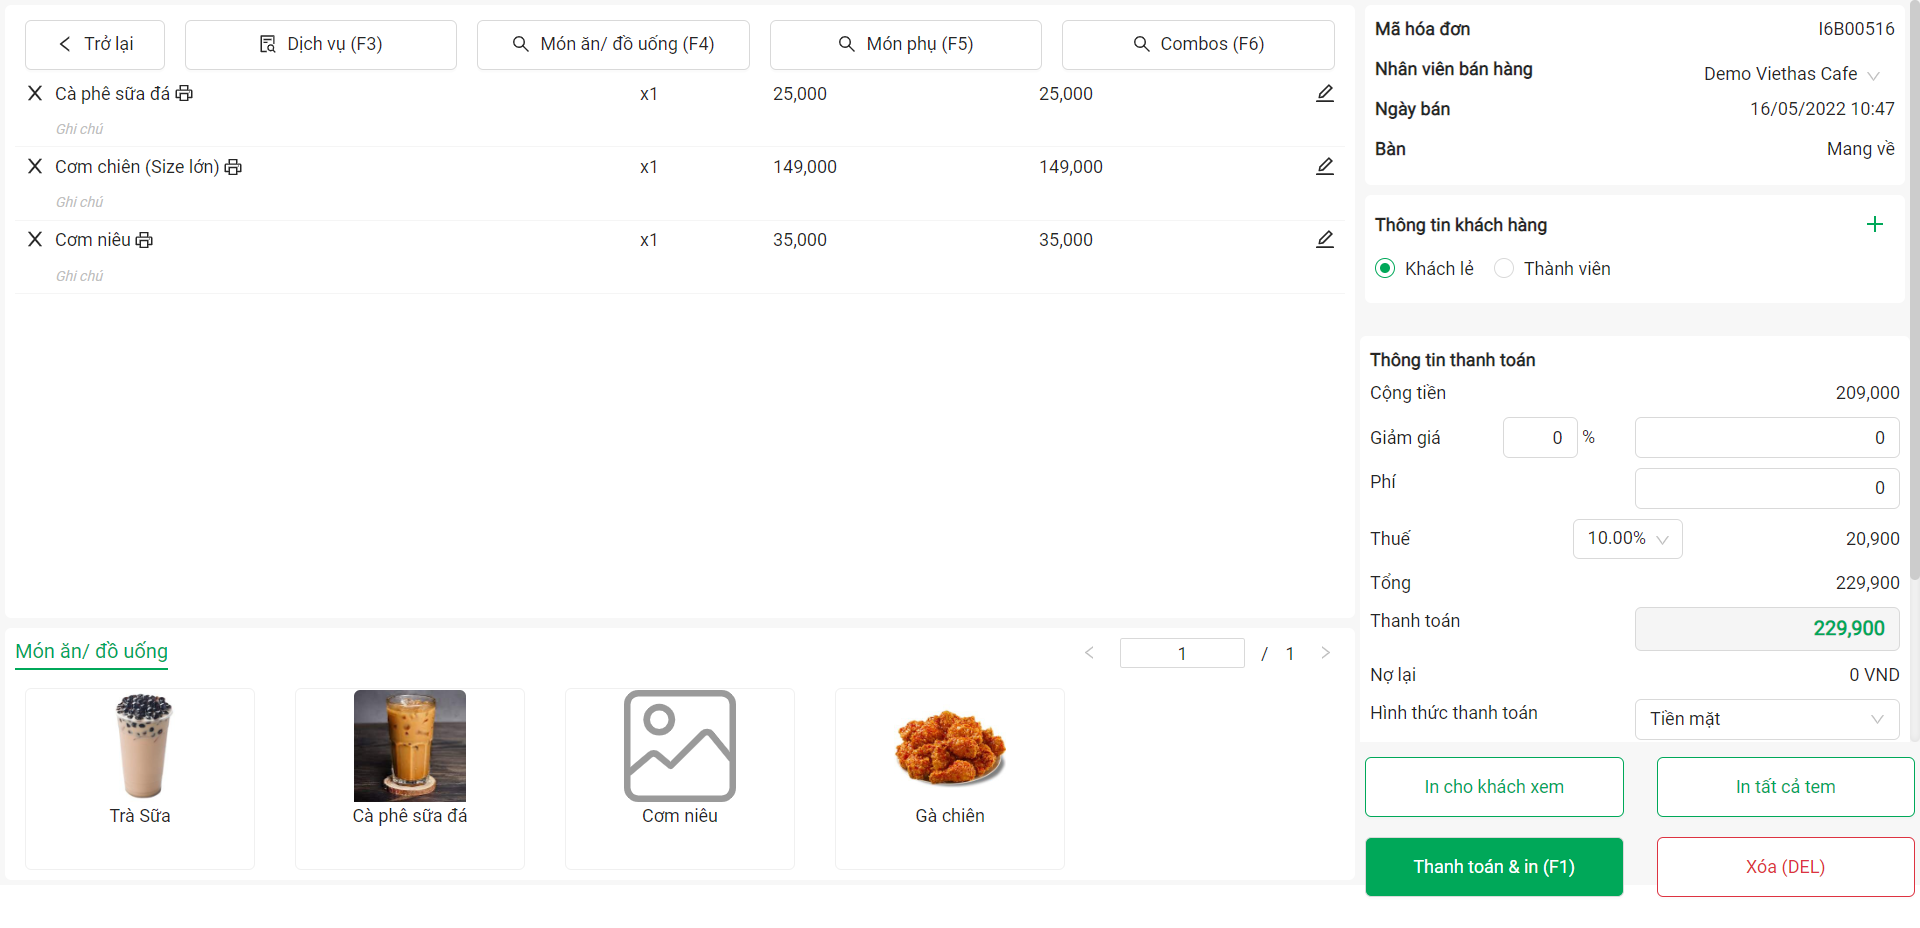 Trở lại
Dịch vụ (F3)
Món ăn/ đồ uống (F4)
Món phụ (F5)
Combos (F6)
X Cà phê sữa đá x1 25,000 25,000
Ghi chú
X Cơm chiên (Size lớn) x1 149,000 149,000
Ghi chú
X Cơm niêu x1 35,000 35,000
Ghi chú
Món ăn/ đồ uống
< 1 / 1 >
Trà Sữa
Cà phê sữa đá
Cơm niêu
Gà chiên
Mã hóa đơn I6B00516
Nhân viên bán hàng Demo Viethas Cafe
Ngày bán 16/05/2022 10:47
Bàn Mang về
Thông tin khách hàng +
Khách lẻ Thành viên
Thông tin thanh toán
Cộng tiền 209,000
Giảm giá 0 % 0
Phí 0
Thuế 10.00% 20,900
Tổng 229,900
Thanh toán 229,900
Nợ lại 0 VND
Hình thức thanh toán Tiền mặt
In cho khách xem
In tất cả tem
Thanh toán & in (F1)
Xóa (DEL)